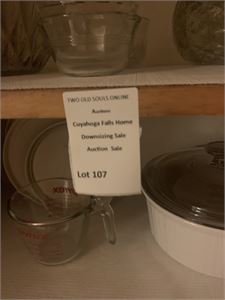 TWO OLD SOULS ONLINE
Auctions
Cuyahoga Falls Home
Downsizing Sale
Auction Sale
Lot 107